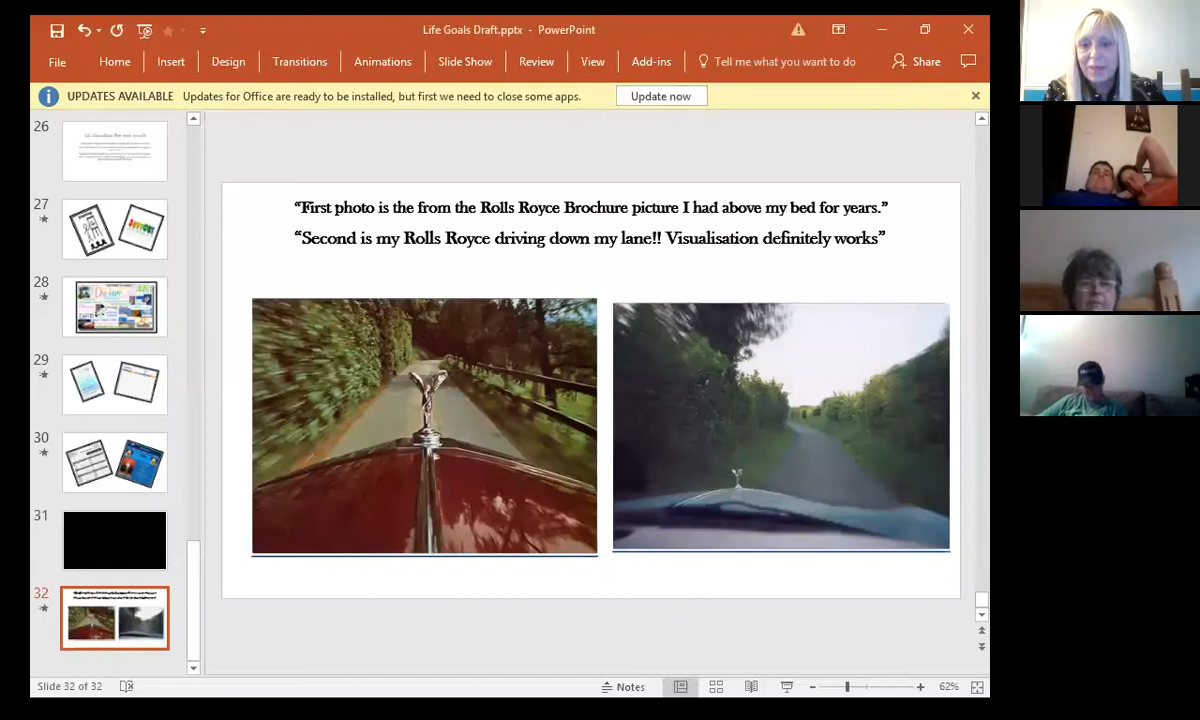 Life Goals Draft.pptx - PowerPoint
File Home Insert Design Transitions Animations Slide Show Review View Add-ins Tell me what you want to do Share
UPDATES AVAILABLE Updates for Office are ready to be installed, but first we need to close some apps. Update now
26
27
28
29
30
31
32
“First photo is the from the Rolls Royce Brochure picture I had above my bed for years.”
“Second is my Rolls Royce driving down my lane!! Visualisation definitely works”
Slide 32 of 32 Notes 62%